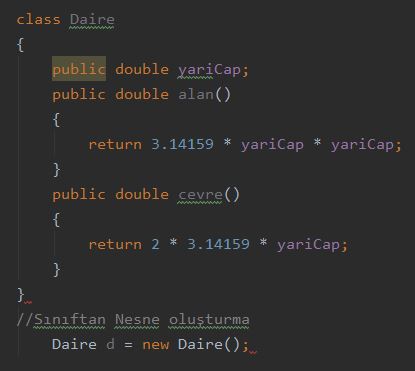 class Daire
{
public double yariCap;
public double alan()
{
return 3.14159 * yariCap * yariCap;
}
public double cevre()
{
return 2 * 3.14159 * yariCap;
}
}
//Sınıftan Nesne oluşturma
Daire d = new Daire();